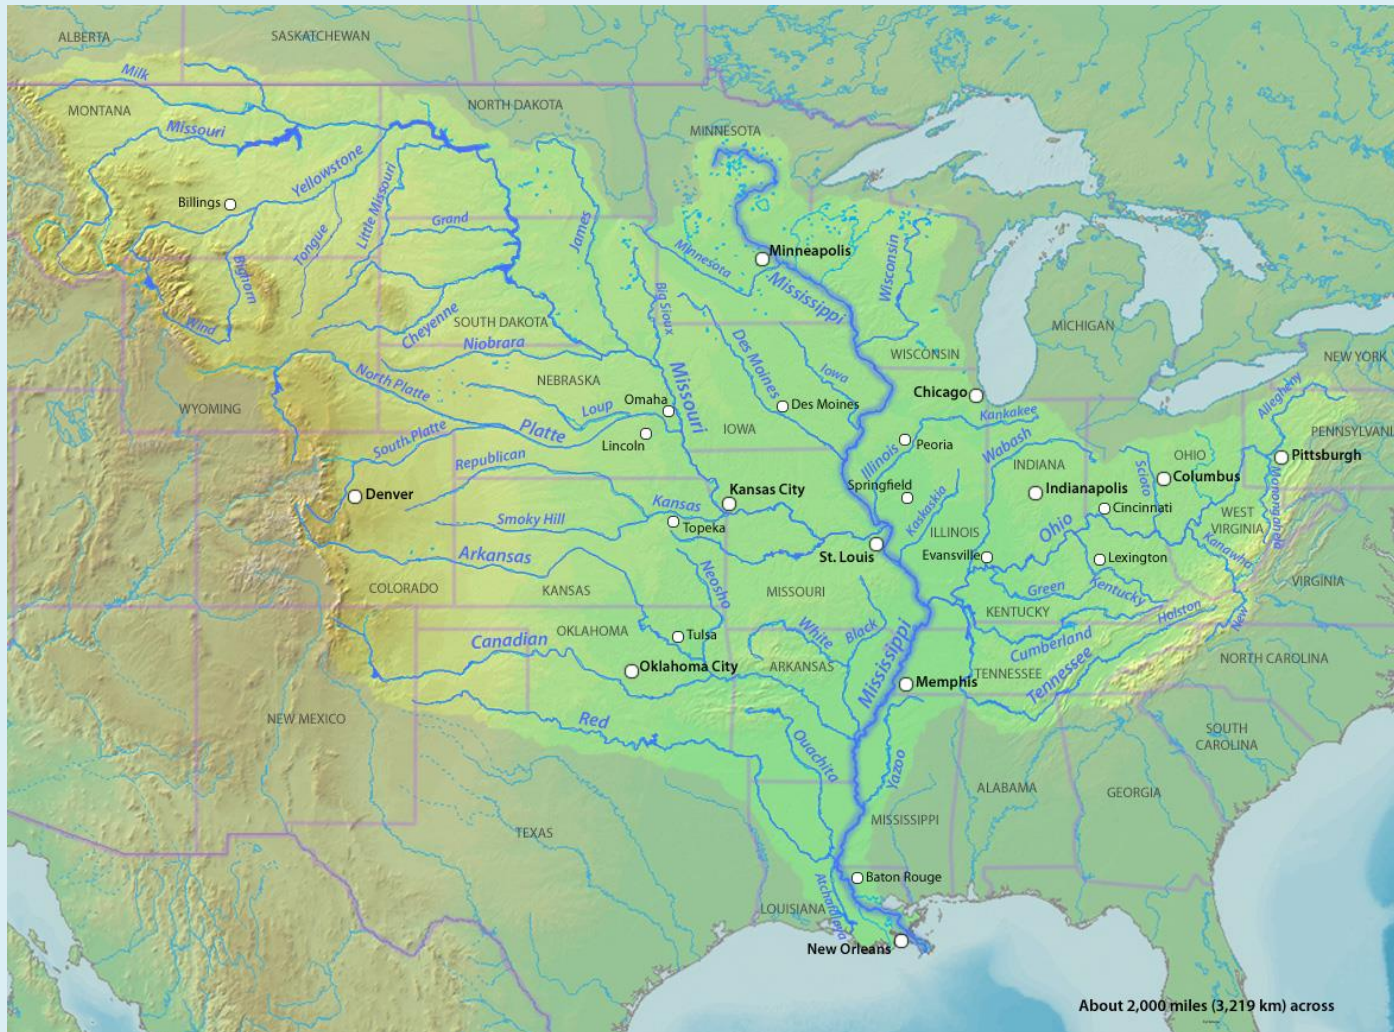 ALBERTA
SASKATCHEWAN
Milk
MONTANA
NORTH DAKOTA
Missouri
MINNESOTA
Yellowstone
Billings
Little Missouri
Grand
James
Tongue
Bighorn
Minnesota
Minneapolis
Mississippi
Wisconsin
Big Sioux
Wind
Cheyenne
SOUTH DAKOTA
MICHIGAN
Niobrara
Des Moines
WISCONSIN
NEW YORK
North Platte
NEBRASKA
Missouri
Iowa
Chicago
Allegheny
WYOMING
Loup
Omaha
Des Moines
Kankakee
South Platte
Platte
Lincoln
IOWA
Peoria
Wabash
PENNSYLVANI
Republican
Illinois
INDIANA
Scioto
OHIO
Pittsburgh
Denver
Kansas City
Springfield
Indianapolis
Columbus
Monongahela
Smoky Hill
Kansas
Topeka
Kaskaskia
Cincinnati
WEST
VIRGINIA
Arkansas
ILLINOIS
Ohio
St. Louis
Evansville
Lexington
Kanawha
COLORADO
KANSAS
Neosho
MISSOURI
Green
Kentucky
VIRGINIA
KENTUCKY
Holston
New
Canadian
OKLAHOMA
Tulsa
White
Black
Mississippi
Cumberland
Oklahoma City
ARKANSAS
TENNESSEE
Tennessee
NORTH CAROLINA
Memphis
NEW MEXICO
Red
Ouachita
Yazoo
SOUTH
CAROLINA
ALABAMA
GEORGIA
TEXAS
MISSISSIPPI
Baton Rouge
Atchafalaya
LOUISIANA
New Orleans
About 2,000 miles (3,219 km) across